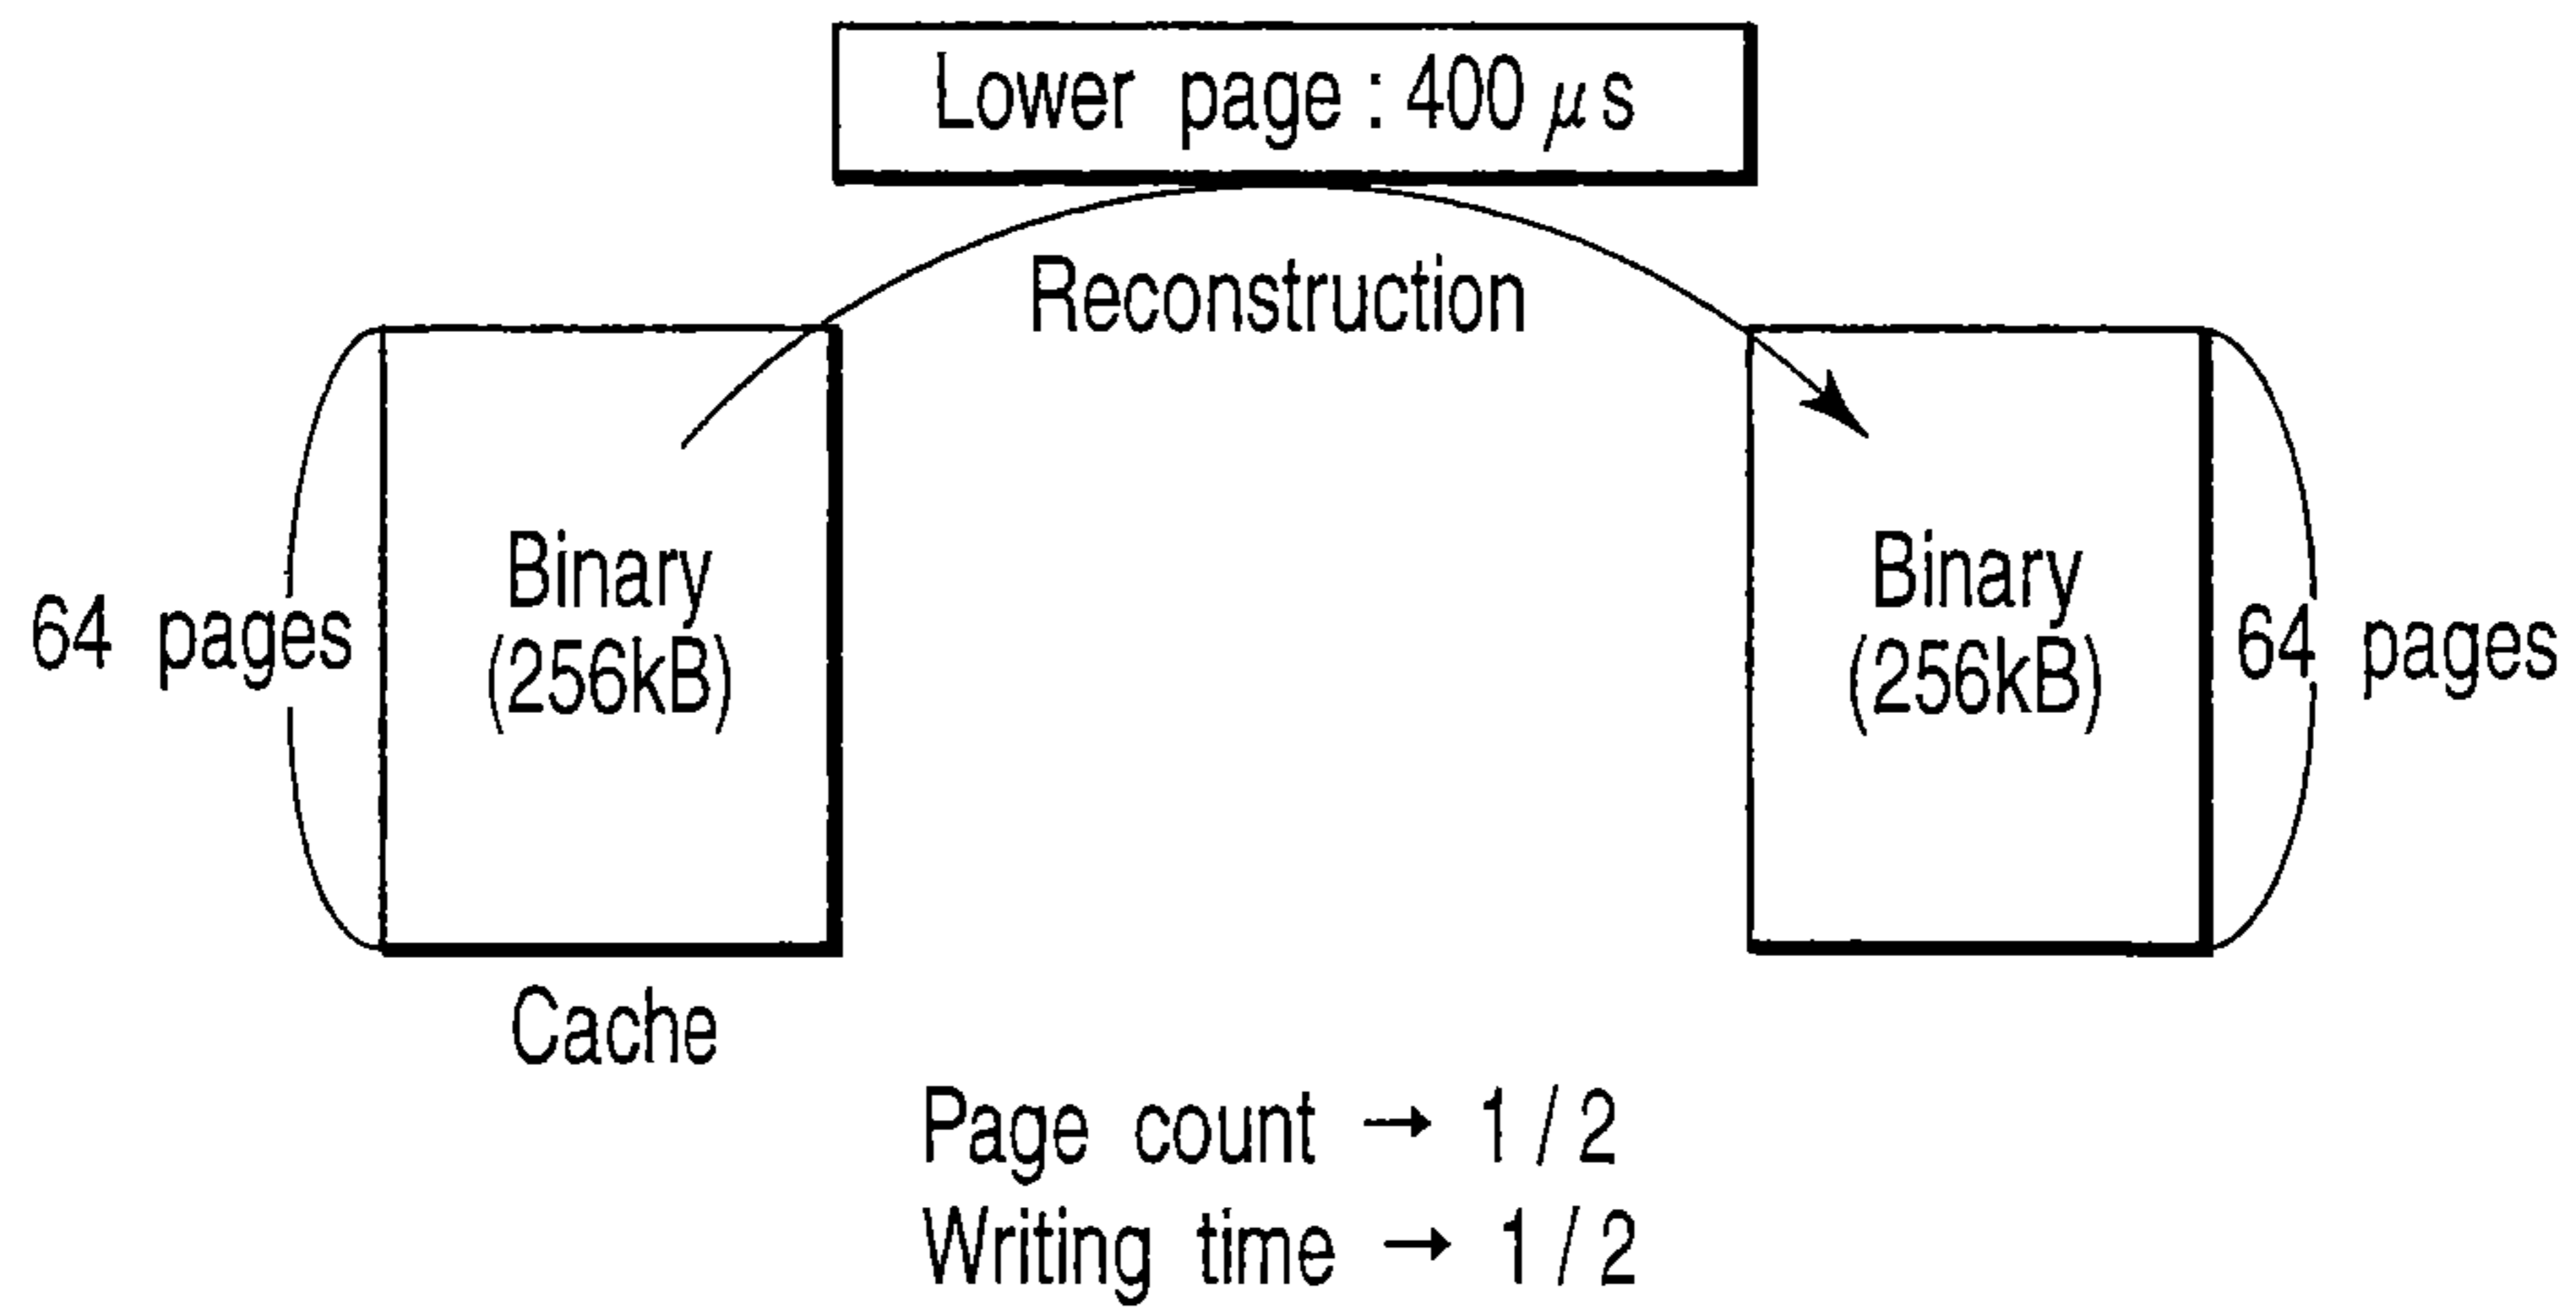 Lower page : 400 μs
Reconstruction
Binary
(256kB)
64 pages
Binary
(256kB)
64 pages
Cache
Page count → 1/2
Writing time → 1/2